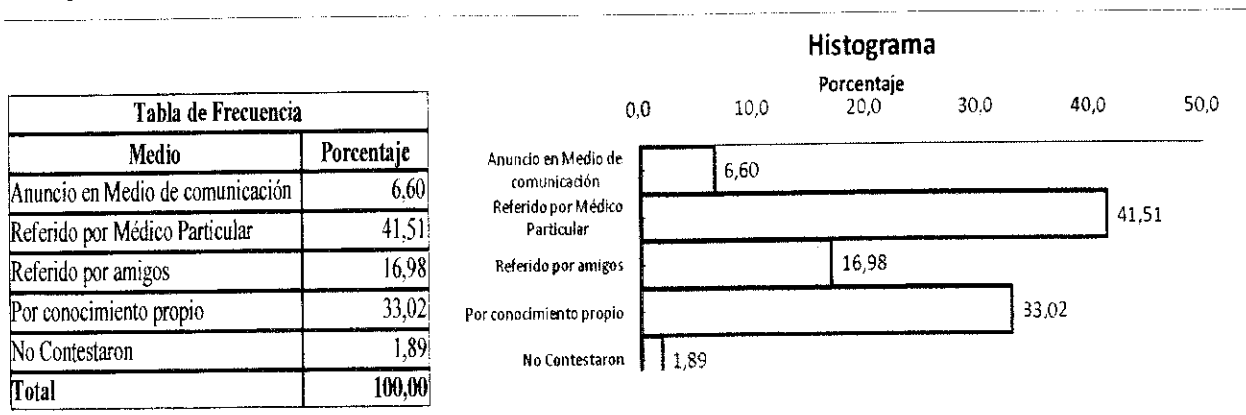 Tabla de Frecuencia
Medio Porcentaje
Anuncio en Medio de comunicación 6,60
Referido por Médico Particular 41,51
Referido por amigos 16,98
Por conocimiento propio 33,02
No Contestaron 1,89
Total 100,00
Histograma
Porcentaje
0,0 10,0 20,0 30,0 40,0 50,0
Anuncio en Medio de
comunicación
6,60
Referido por Médico
Particular
41,51
Referido por amigos 16,98
Por conocimiento propio 33,02
No Contestaron 1,89